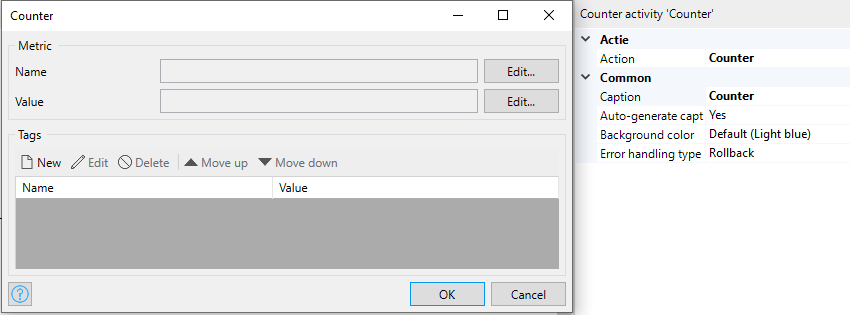 Counter
Metric
Name Edit...
Value Edit...
Tags
New Edit Delete Move up Move down
Name Value
? OK Cancel
Counter activity 'Counter'
Actie
Action Counter
Common
Caption Counter
Auto-generate capt Yes
Background color Default (Light blue)
Error handling type Rollback